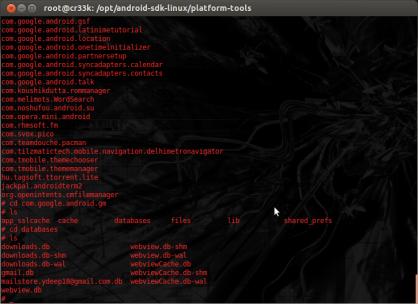 root@cr33k: /opt/android-sdk-linux/platform-tools
com.google.android.gsf
com.google.android.latinimetutorial
com.google.android.location
com.google.android.onetimeinitializer
com.google.android.partnersetup
com.google.android.syncadapters.calendar
com.google.android.syncadapters.contacts
com.google.android.talk
com.koushikdutta.rommanager
com.melimots.WordSearch
com.noshufou.android.su
com.opera.mini.android
com.rhmsoft.fm
com.svox.pico
com.teamdouche.pacman
com.tilzmatictech.mobile.navigation.delhimetronavigator
com.tmobile.themechooser
com.tmobile.thememanager
hu.tagsoft.ttorrent.lite
jackpal.androidterm2
org.openintents.cmfilemanager
# cd com.google.android.gm
# ls
app_sslcache cache databases files lib shared_prefs
# cd databases
# ls
downloads.db webview.db-shm
downloads.db-shm webview.db-wal
downloads.db-wal webviewCache.db
gmail.db webviewCache.db-shm
mailstore.ydeep18@gmail.com.db webviewCache.db-wal
webview.db
#